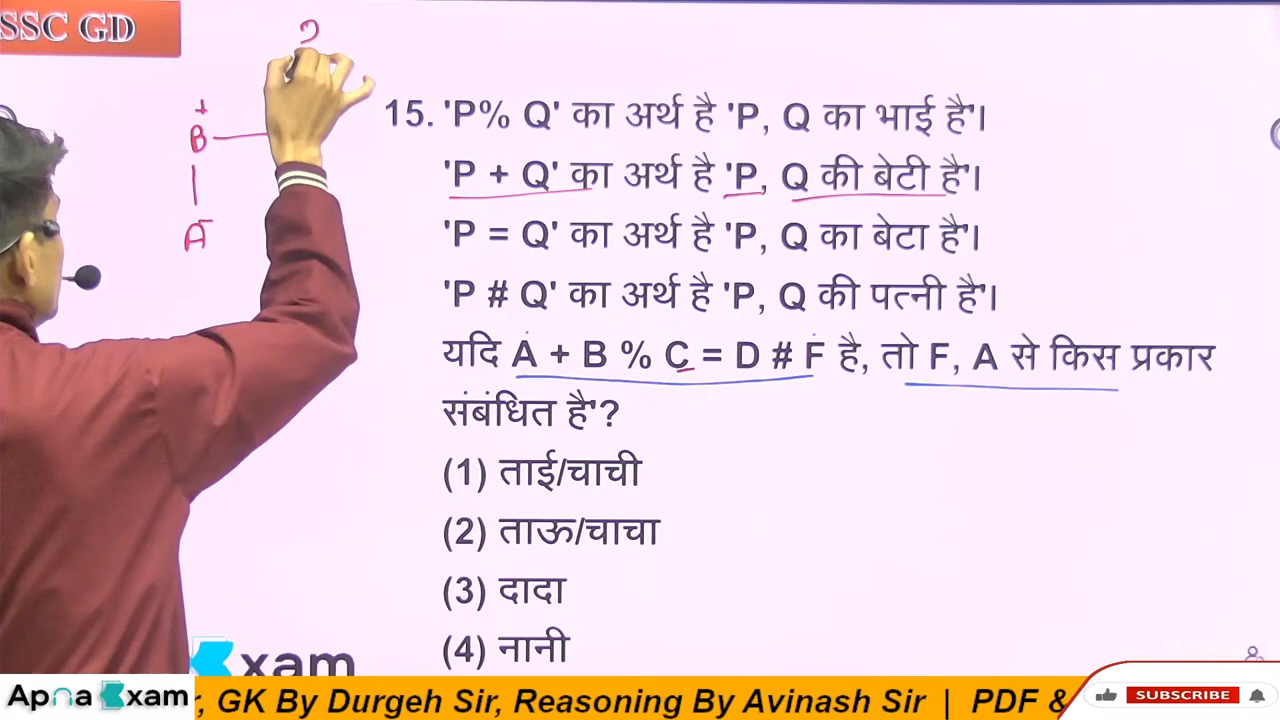 SSC GD
15. 'P% Q' का अर्थ है 'P, Q का भाई है'।
'P + Q' का अर्थ है 'P, Q की बेटी है'।
'P = Q' का अर्थ है 'P, Q का बेटा है'।
'P # Q' का अर्थ है 'P, Q की पत्नी है'।
यदि A + B % C = D # F है, तो F, A से किस प्रकार
संबंधित है'?
(1) ताई/चाची
(2) ताऊ/चाचा
(3) दादा
(4) नानी
+
B
A -
xam
Apna Exam
, GK By Durgeh Sir, Reasoning By Avinash Sir | PDF &
SUBSCRIBE